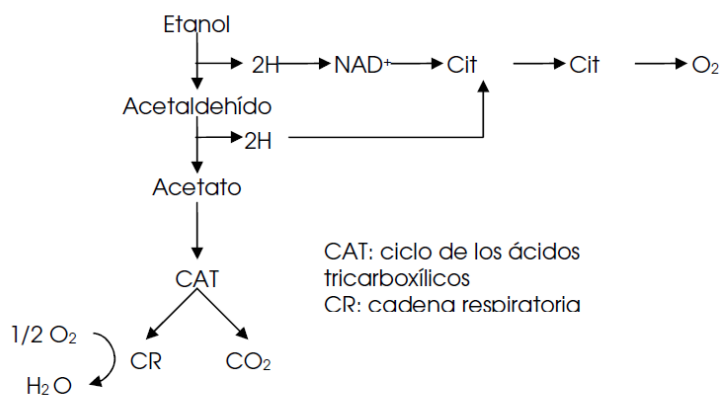 Etanol
2H NAD+ Cit Cit O2
Acetaldehído
2H
Acetato
CAT: ciclo de los ácidos
tricarboxílicos
CR: cadena respiratoria
CAT
1/2 O2
CR CO2
H2O